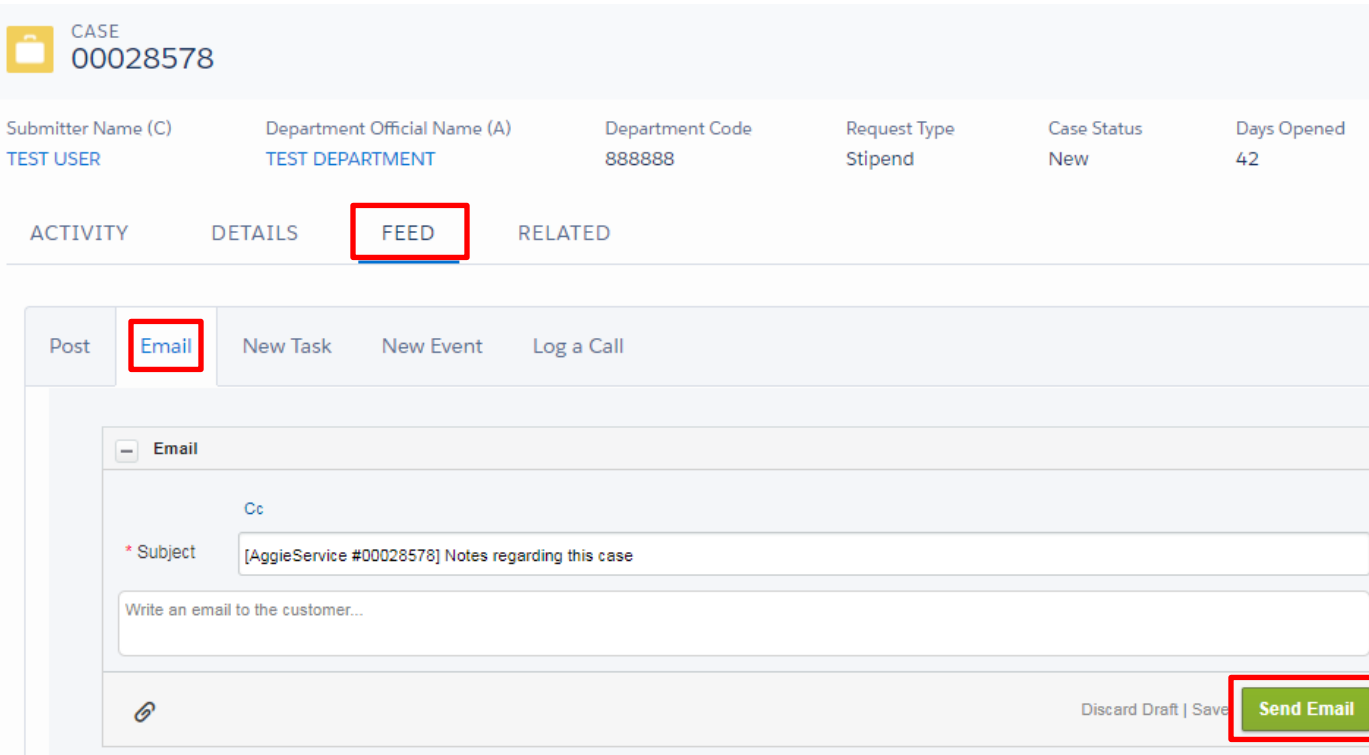 CASE
00028578
Submitter Name (C) Department Official Name (A) Department Code Request Type Case Status Days Opened
TEST USER TEST DEPARTMENT 888888 Stipend New 42
ACTIVITY DETAILS FEED RELATED
Post Email New Task New Event Log a Call
Email
Cc
* Subject [AggieService #00028578] Notes regarding this case
Write an email to the customer...
Discard Draft | Save Send Email